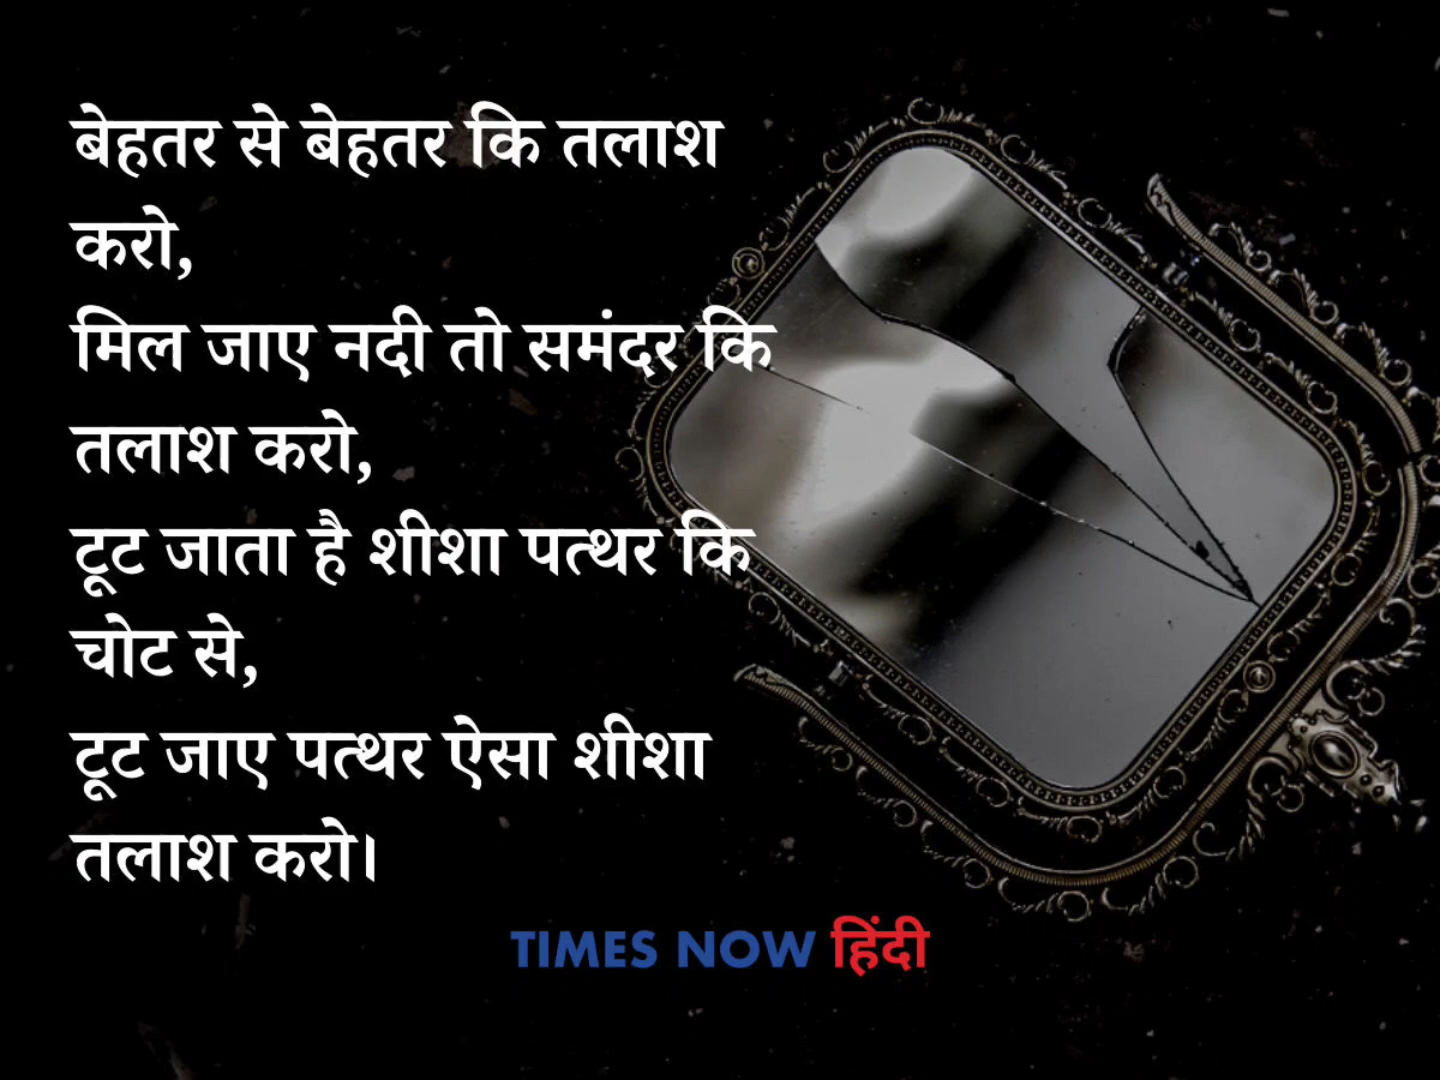 बेहतर से बेहतर कि तलाश
करो,
मिल जाए नदी तो समंदर कि
तलाश करो,
टूट जाता है शीशा पत्थर कि
चोट से,
टूट जाए पत्थर ऐसा शीशा
तलाश करो।
TIMES NOW हिंदी